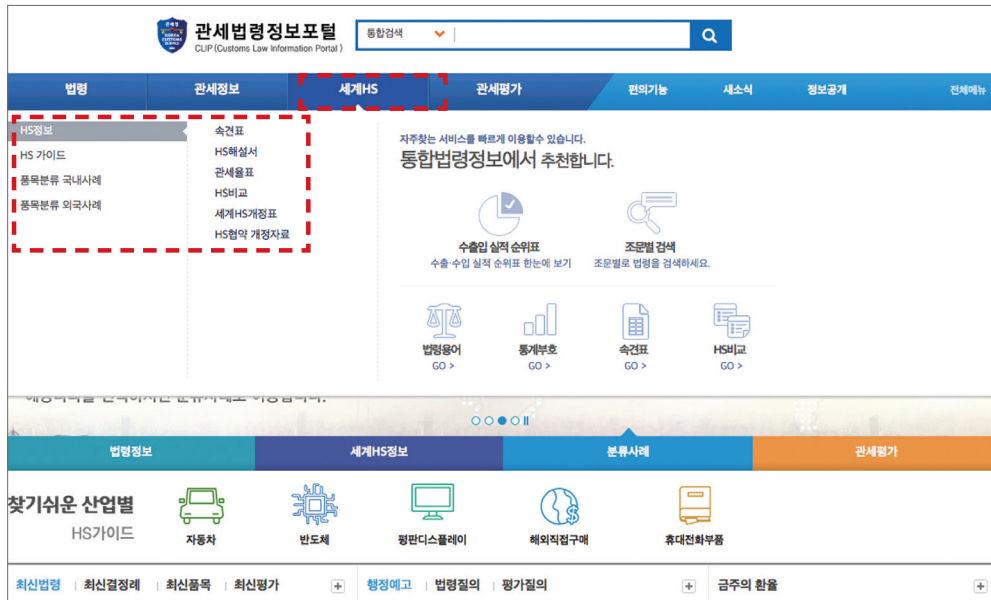 관세청
KOREA
CUSTOMS
SERVICE
관세법령정보포털
CLIP (Customs Law Information Portal)
통합검색
법령 관세정보 세계HS 관세평가 편의기능 새소식 정보공개 전체메뉴
HS정보
HS 가이드
품목분류 국내사례
품목분류 외국사례
속견표
HS해설서
관세율표
HS비교
세계HS개정표
HS협약 개정자료
자주찾는 서비스를 빠르게 이용할수 있습니다.
통합법령정보에서 추천합니다.
수출입 실적 순위표
수출·수입 실적 순위표 한눈에 보기
조문별 검색
조문별로 법령을 검색하세요.
법령용어 통계부호 속견표 HS비교
GO > GO > GO > GO >
법령정보 세계HS정보 분류사례 관세평가
찾기쉬운 산업별
HS가이드
자동차 반도체 평판디스플레이 해외직접구매 휴대전화부품
최신법령 최신결정례 최신품목 최신평가 행정예고 법령질의 평가질의 금주의 환율